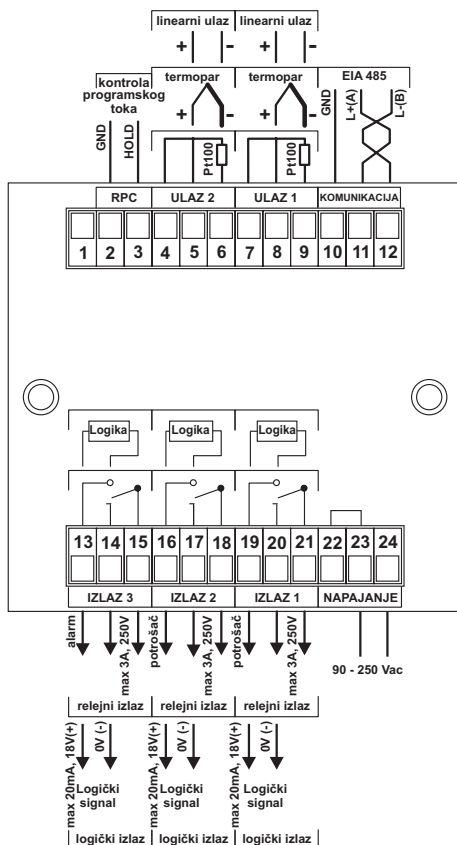 linearni ulaz linearni ulaz
+ - + -
kontrola
programskog
toka
termopar termopar EIA 485
+ - + -
GND HOLD Pt100 Pt100 GND L+(A) L-(B)
RPC ULAZ 2 ULAZ 1 KOMUNIKACIJA
1 2 3 4 5 6 7 8 9 10 11 12
Logika Logika Logika
13 14 15 16 17 18 19 20 21 22 23 24
IZLAZ 3 IZLAZ 2 IZLAZ 1 NAPAJANJE
alarm max 3A, 250V potrošač max 3A, 250V potrošač max 3A, 250V
90 - 250 Vac
relejni izlaz relejni izlaz relejni izlaz
max 20mA, 18V(+) 0V (-) max 20mA, 18V(+) 0V (-) max 20mA, 18V(+) 0V (-)
Logički
signal
Logički
signal
Logički
signal
logički izlaz logički izlaz logički izlaz